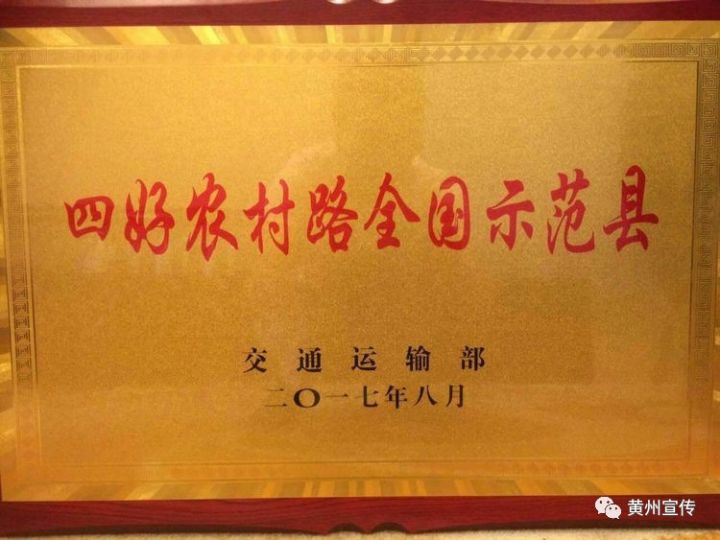 四好农村路全国示范县
交通运输部
二〇一七年八月
黄州宣传